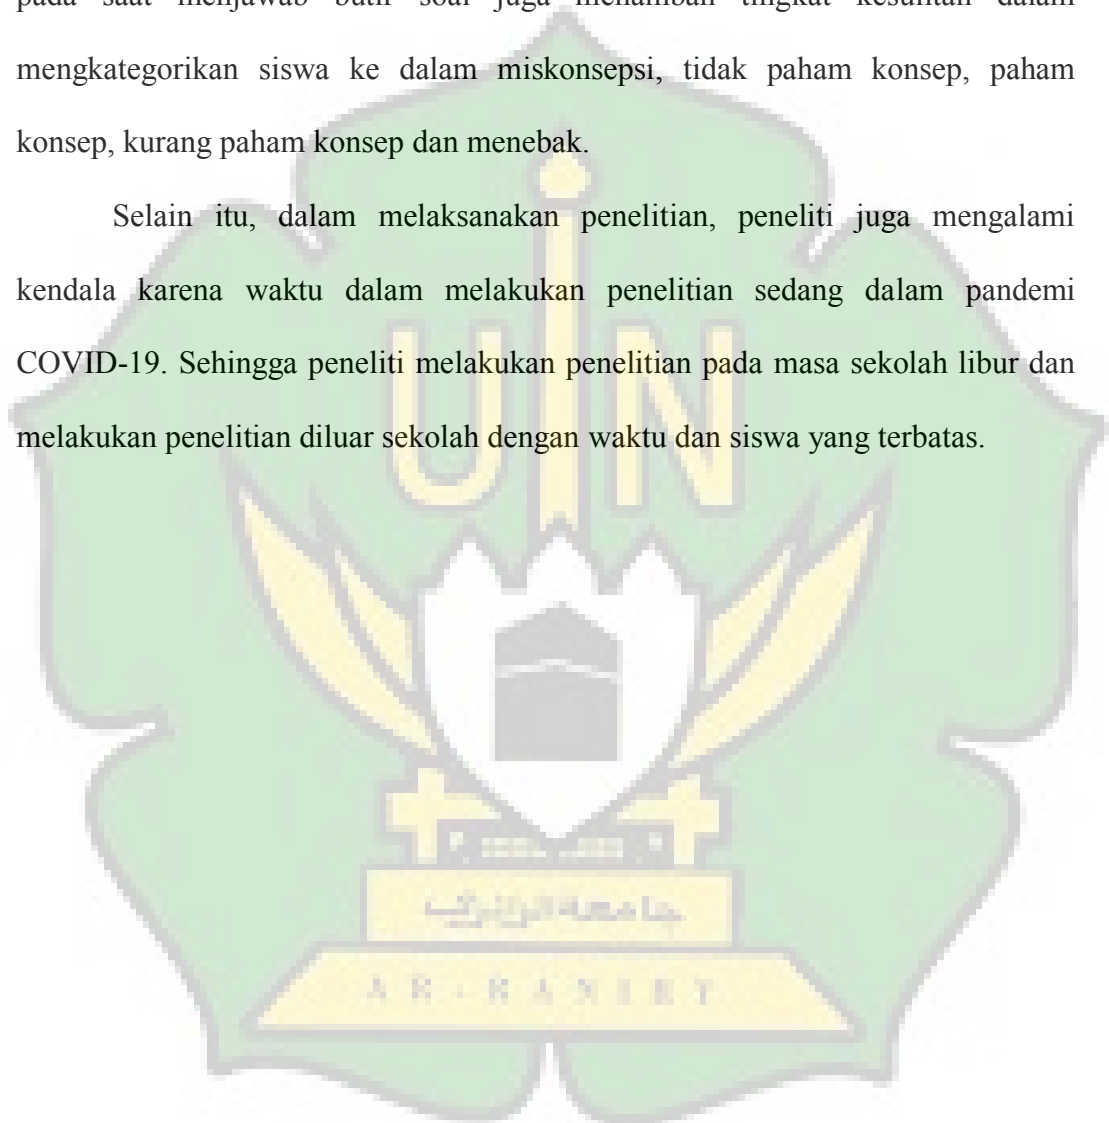 pada saat menjawab butir soal juga menambah tingkat kesulitan dalam
mengkategorikan siswa ke dalam miskonsepsi, tidak paham konsep, paham
konsep, kurang paham konsep dan menebak.
Selain itu, dalam melaksanakan penelitian, peneliti juga mengalami
kendala karena waktu dalam melakukan penelitian sedang dalam pandemi
COVID-19. Sehingga peneliti melakukan penelitian pada masa sekolah libur dan
melakukan penelitian diluar sekolah dengan waktu dan siswa yang terbatas.
UIN
جامعة الرانيري
AR-RANIRY